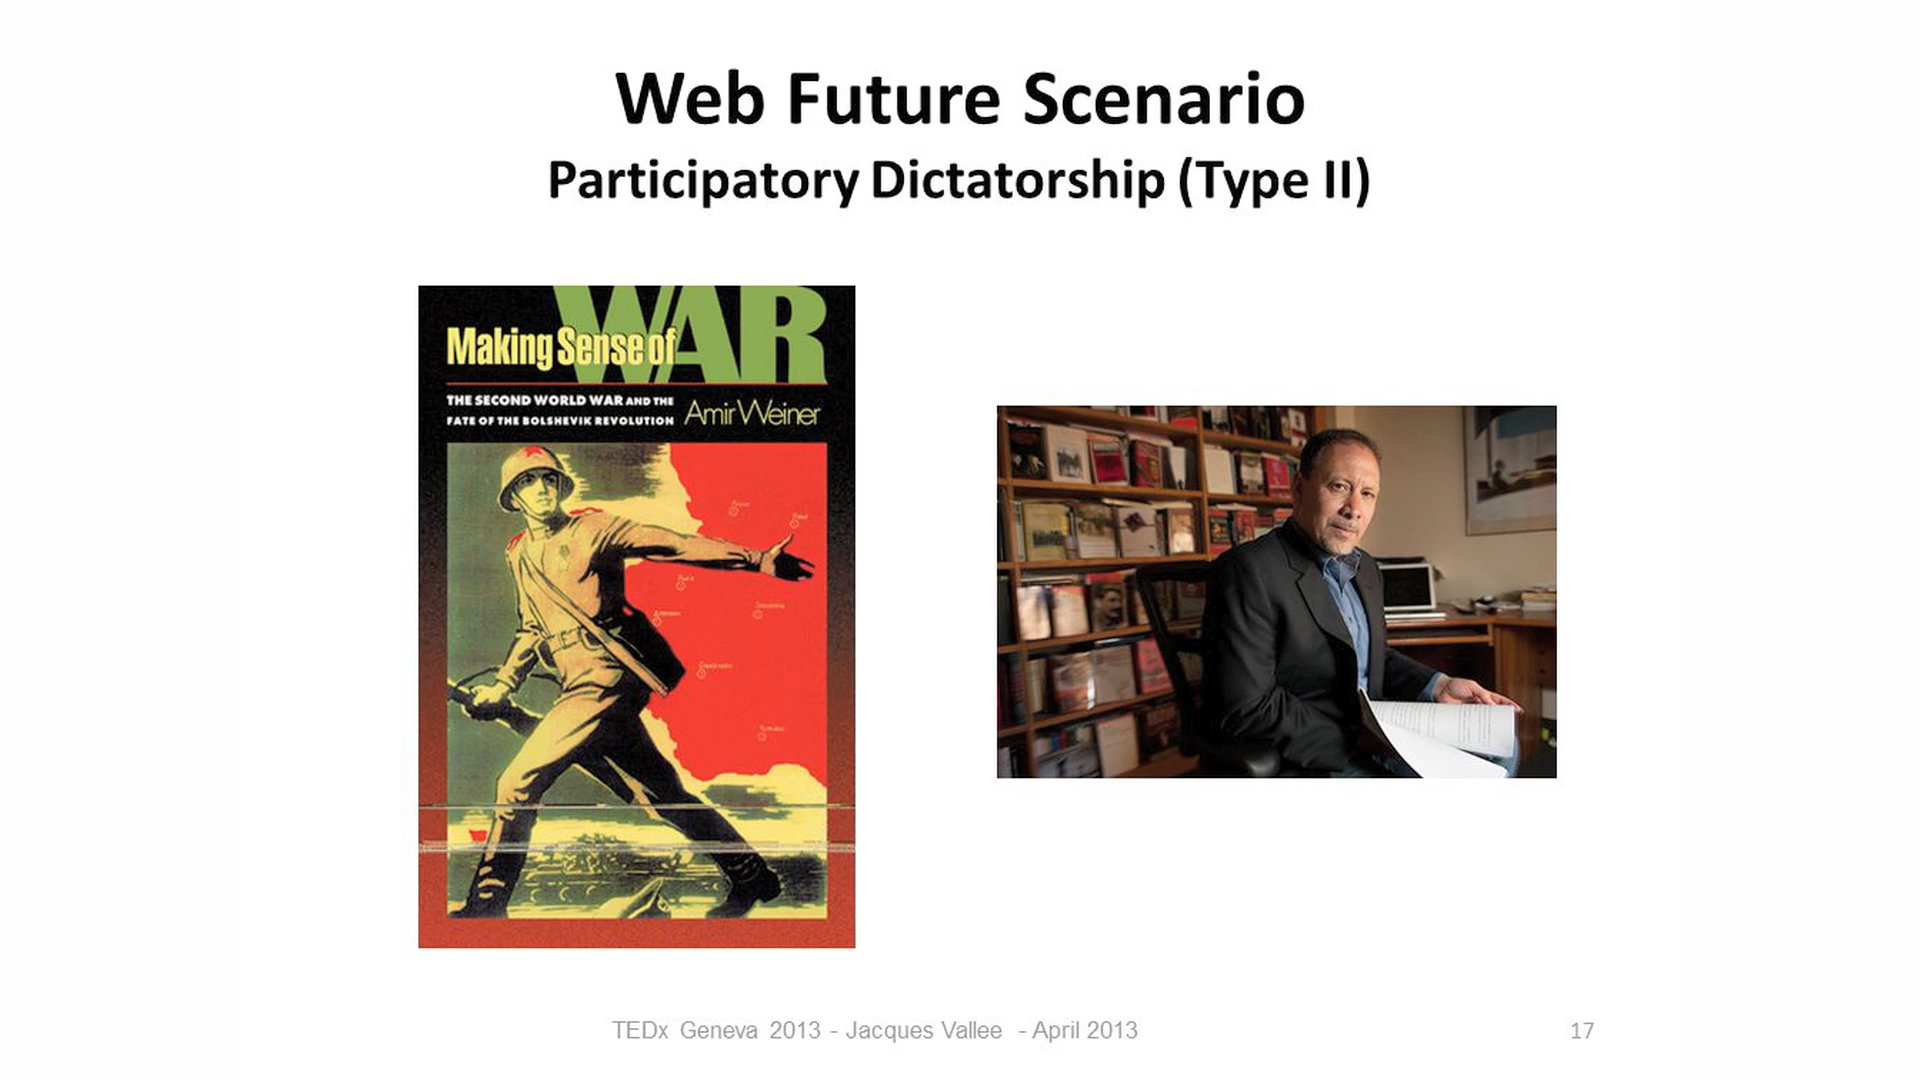 Web Future Scenario
Participatory Dictatorship (Type II)
WAR
Making Sense of
THE SECOND WORLD WAR AND THE
FATE OF THE BOLSHEVIK REVOLUTION
Amir Weiner
TEDx Geneva 2013 - Jacques Vallee - April 2013
17